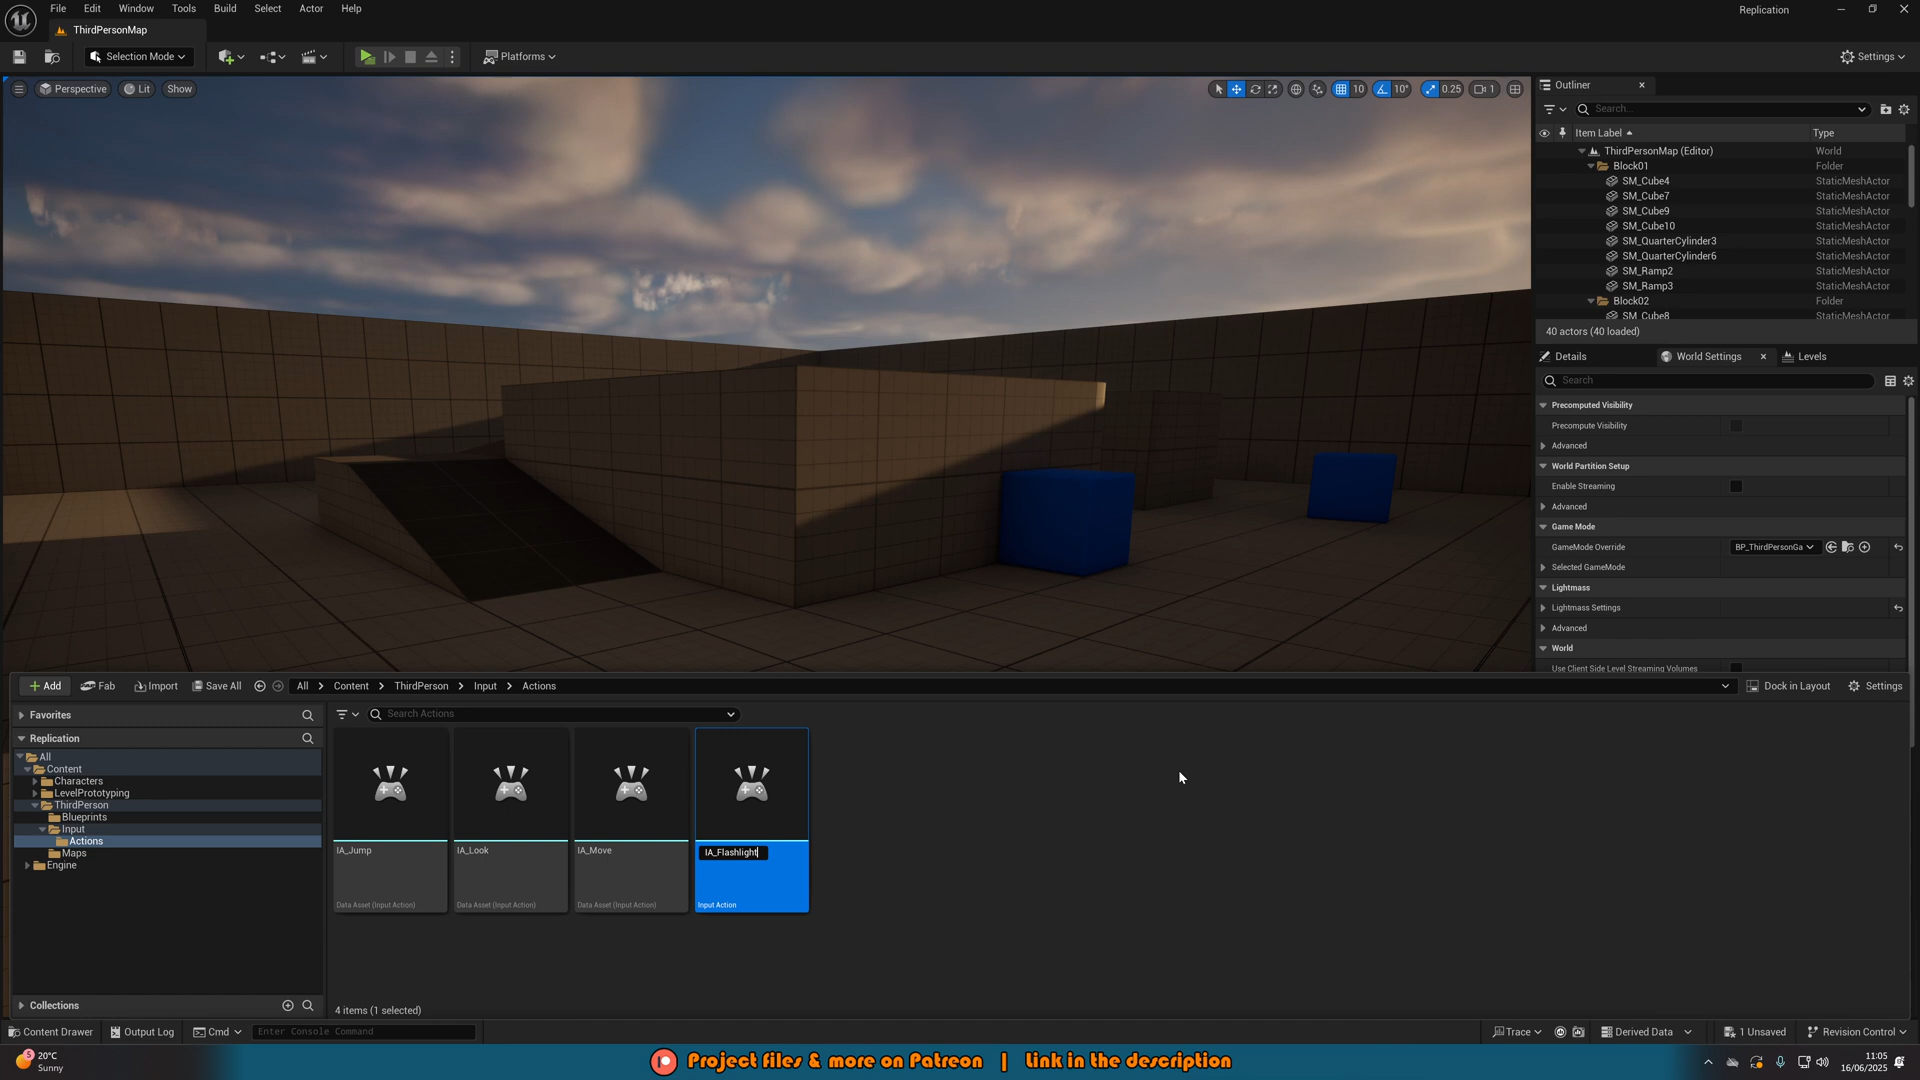 File Edit Window Tools Build Select Actor Help
Replication
ThirdPersonMap
Selection Mode
Platforms
Settings
Perspective Lit Show
10 10° 0.25 1
Outliner
Search...
Item Label Type
ThirdPersonMap (Editor) World
Block01 Folder
SM_Cube4 StaticMeshActor
SM_Cube7 StaticMeshActor
SM_Cube9 StaticMeshActor
SM_Cube10 StaticMeshActor
SM_QuarterCylinder3 StaticMeshActor
SM_QuarterCylinder6 StaticMeshActor
SM_Ramp2 StaticMeshActor
SM_Ramp3 StaticMeshActor
Block02 Folder
SM_Cube8 StaticMeshActor
40 actors (40 loaded)
Details World Settings Levels
Search
Precomputed Visibility
Precompute Visibility
Advanced
World Partition Setup
Enable Streaming
Advanced
Game Mode
GameMode Override BP_ThirdPersonGa
Selected GameMode
Lightmass
Lightmass Settings
Advanced
World
Use Client Side Level Streaming Volumes
Add Fab Import Save All All Content ThirdPerson Input Actions Dock in Layout Settings
Favorites
Replication
All
Content
Characters
LevelPrototyping
ThirdPerson
Blueprints
Input
Actions
Maps
Engine
Collections
Search Actions
IA_Jump IA_Look IA_Move IA_Flashlight
Data Asset (Input Action) Data Asset (Input Action) Data Asset (Input Action) Input Action
4 items (1 selected)
Content Drawer Output Log Cmd Enter Console Command Trace Derived Data 1 Unsaved Revision Control
5
20°C
Sunny
Project files & more on Patreon | Link in the description
11:05
16/06/2025